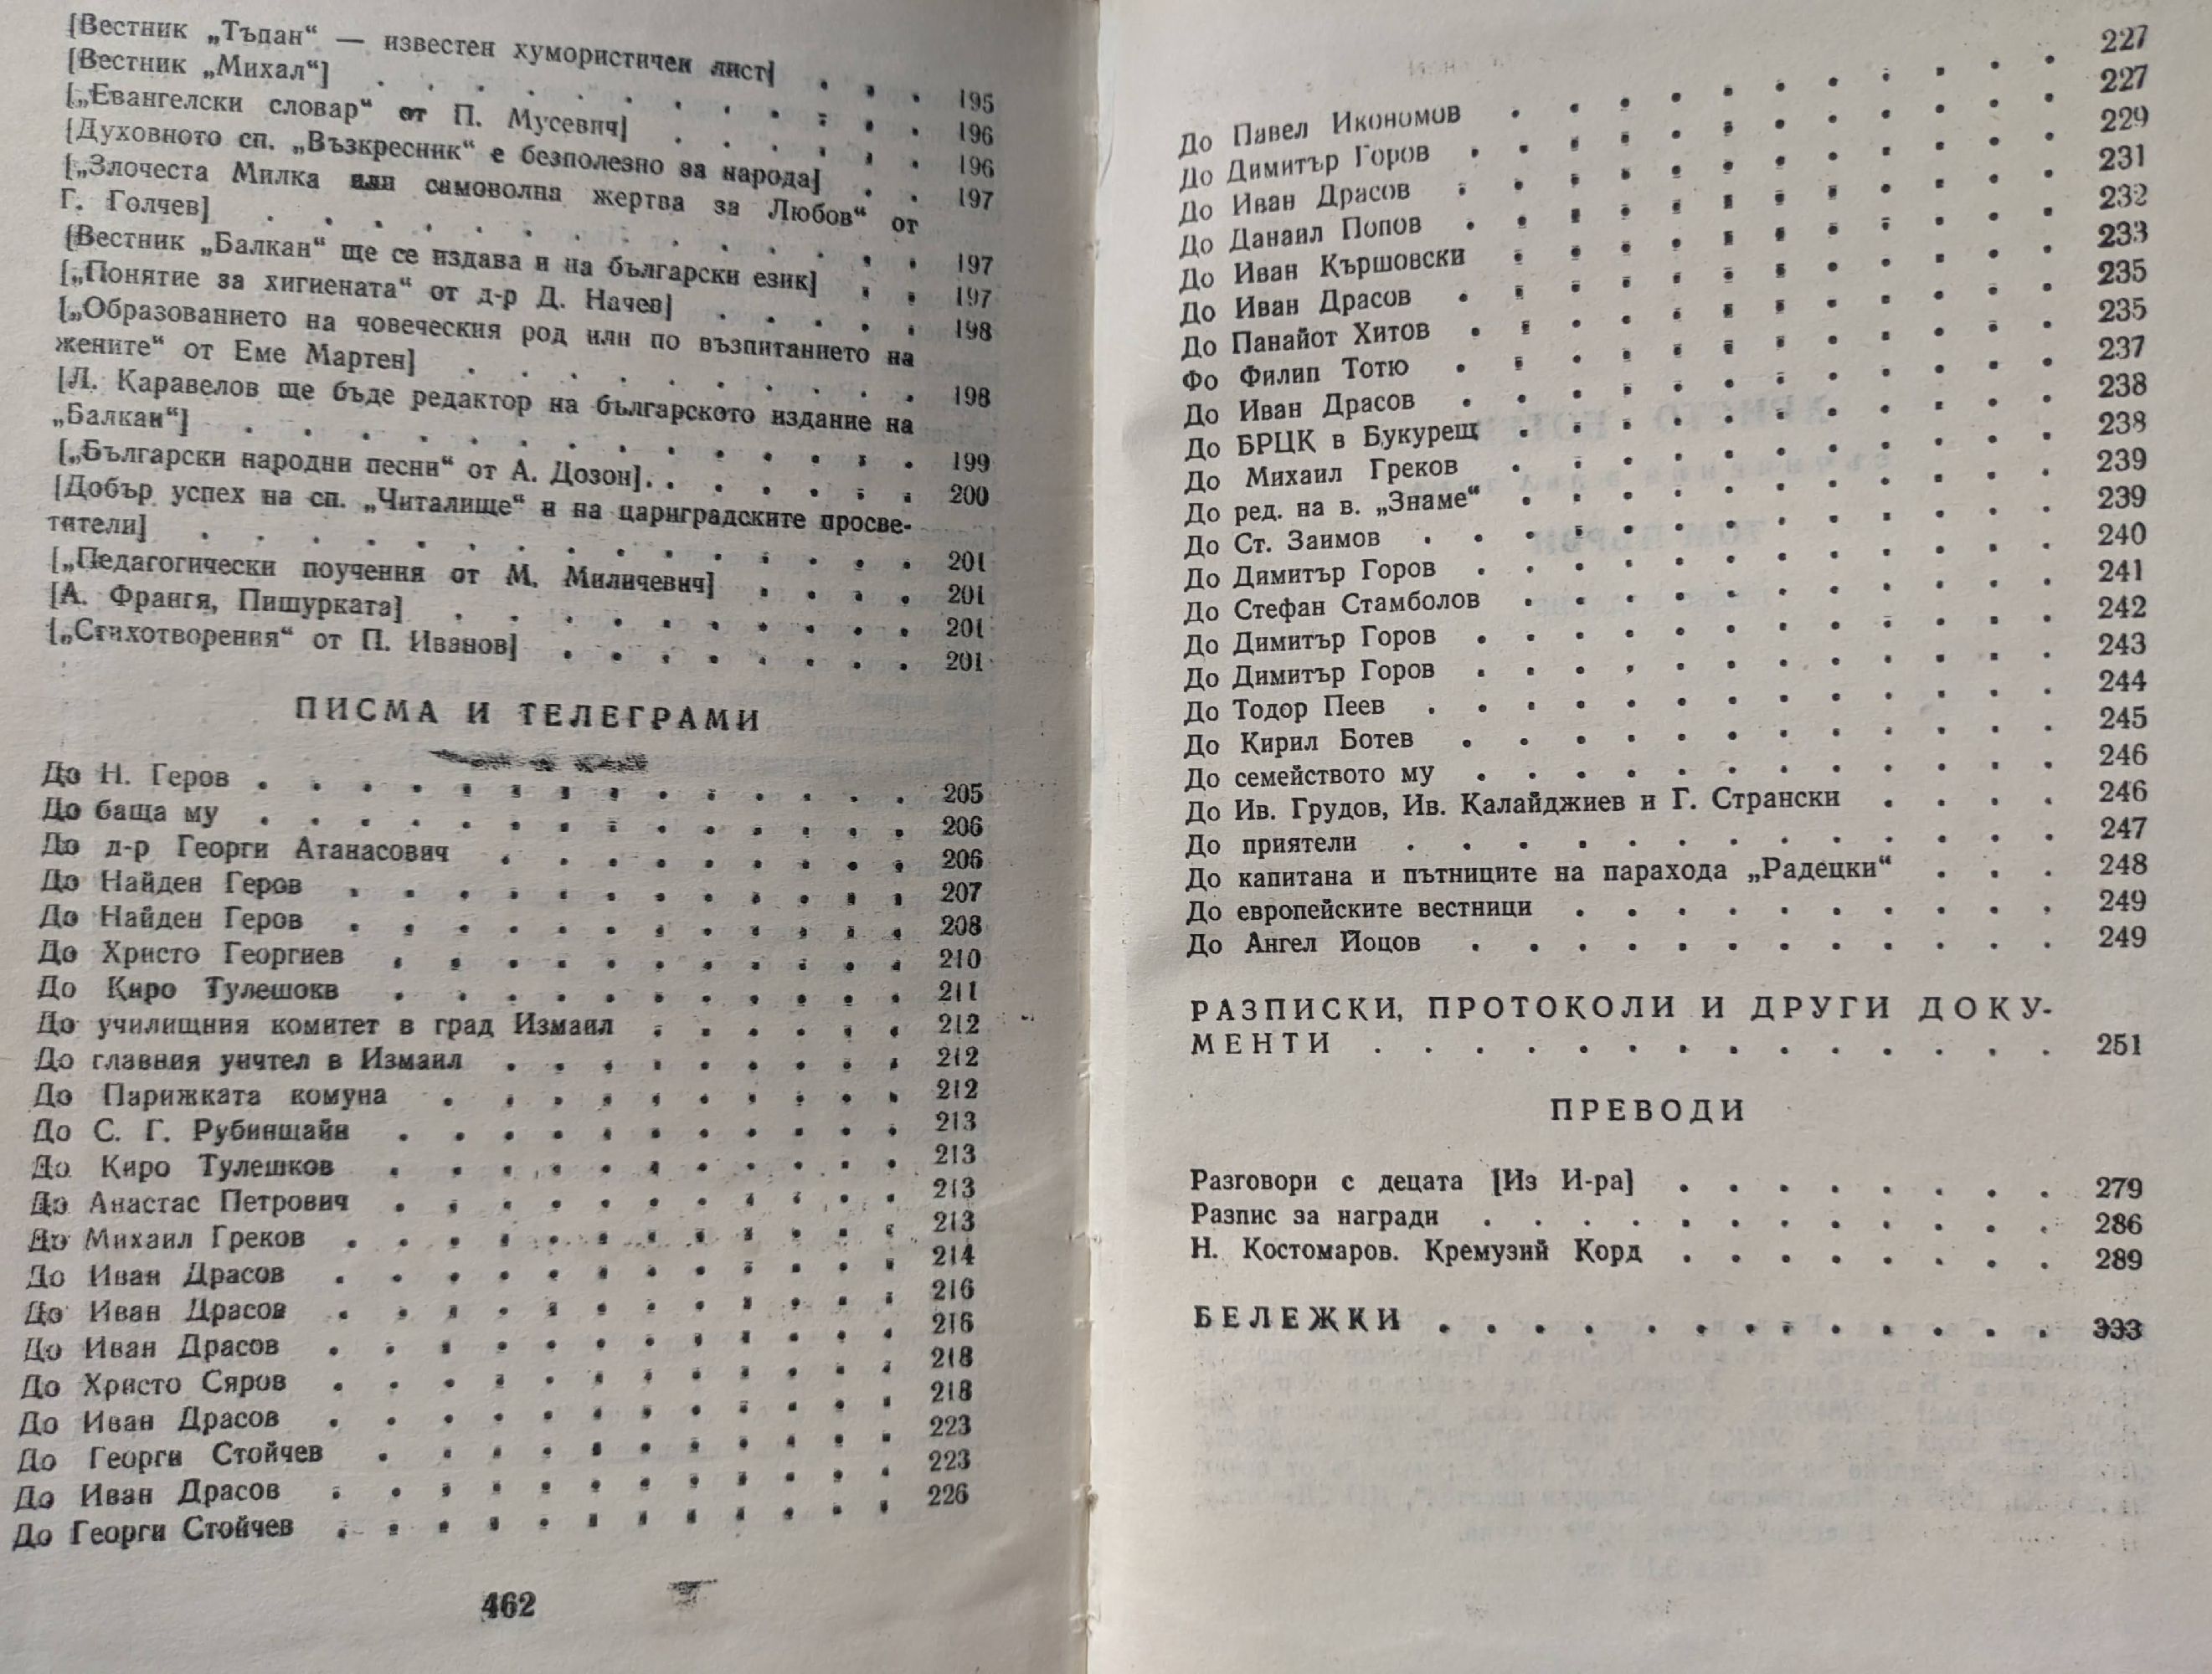 [Вестник „Тъпан“ — известен хумористичен лист] . . . 195
[Вестник „Михал“] . . . . . . . . . . . 196
[„Евангелски словар“ от П. Мусевич] . . . . . . 196
[Духовното сп. „Възкресник“ е безполезно за народа] . . 197
[„Злочеста Милка или самоволна жертва за Любов“ от
Г. Голчев] . . . . . . . . . . . . . 197
[Вестник „Балкан“ ще се издава и на български език] . . 197
[„Понятие за хигиената“ от д-р Д. Начев] . . . . . 198
[„Образованието на човеческия род или по възпитанието на
жените“ от Еме Мартен] . . . . . . . . . 198
[Л. Каравелов ще бъде редактор на българското издание на
„Балкан“] . . . . . . . . . . . . . 199
[„Български народни песни“ от А. Дозон]. . . . . . . 200
[Добър успех на сп. „Читалище“ и на цариградските просве-
тители] . . . . . . . . . . . . . . 201
[„Педагогически поучения от М. Миличевич] . . . . 201
[А. Франгя, Пишурката] . . . . . . . . . 201
[„Стихотворения“ от П. Иванов] . . . . . . . . 201
ПИСМА И ТЕЛЕГРАМИ
До Н. Геров . . . . . . . . . . . . . . 205
До баща му . . . . . . . . . . . . . . 206
До д-р Георги Атанасович . . . . . . . . . 206
До Найден Геров . . . . . . . . . . . . 207
До Найден Геров . . . . . . . . . . . . 208
До Христо Георгиев . . . . . . . . . . . 210
До Киро Тулешокв . . . . . . . . . . . 211
До училищния комитет в град Измаил . . . . . . 212
До главния уичтел в Измаил . . . . . . . . . 212
До Парижката комуна . . . . . . . . . . 212
До С. Г. Рубинщайн . . . . . . . . . . . 213
До Киро Тулешков . . . . . . . . . . . 213
До Анастас Петрович . . . . . . . . . . . 213
До Михаил Греков . . . . . . . . . . . . 213
До Иван Драсов . . . . . . . . . . . . 214
До Иван Драсов . . . . . . . . . . . . 216
До Иван Драсов . . . . . . . . . . . . 216
До Христо Сяров . . . . . . . . . . . . 218
До Иван Драсов . . . . . . . . . . . . 218
До Георги Стойчев . . . . . . . . . . . 223
До Иван Драсов . . . . . . . . . . . . 223
До Георги Стойчев . . . . . . . . . . . . 226
462
До Павел Икономов . . . . . . . . . . . 227
До Димитър Горов . . . . . . . . . . . . 227
До Иван Драсов . . . . . . . . . . . . 229
До Данаил Попов . . . . . . . . . . . . 231
До Иван Кършовски . . . . . . . . . . . 232
До Иван Драсов . . . . . . . . . . . . 233
До Панайот Хитов . . . . . . . . . . . . 235
Фо Филип Тотю . . . . . . . . . . . . 235
До Иван Драсов . . . . . . . . . . . . 237
До БРЦК в Букурещ . . . . . . . . . . . 238
До Михаил Греков . . . . . . . . . . . 238
До ред. на в. „Знаме“ . . . . . . . . . . . 239
До Ст. Заимов . . . . . . . . . . . . . 239
До Димитър Горов . . . . . . . . . . . . 240
До Стефан Стамболов . . . . . . . . . . . 241
До Димитър Горов . . . . . . . . . . . . 242
До Димитър Горов . . . . . . . . . . . . 243
До Тодор Пеев . . . . . . . . . . . . . 244
До Кирил Ботев . . . . . . . . . . . . 245
До семейството му . . . . . . . . . . . . 246
До Ив. Грудов, Ив. Калайджиев и Г. Странски . . . . 246
До приятели . . . . . . . . . . . . . 247
До капитана и пътниците на парахода „Радецки“ . . . 248
До европейските вестници . . . . . . . . . . 249
До Ангел Йоцов . . . . . . . . . . . . 249
РАЗПИСКИ, ПРОТОКОЛИ И ДРУГИ ДОКУ-
МЕНТИ . . . . . . . . . . . . . . 251
ПРЕВОДИ
Разговори с децата [Из И-ра] . . . . . . . . 279
Разпис за награди . . . . . . . . . . . . 286
Н. Костомаров. Кремузий Корд . . . . . . . . 289
БЕЛЕЖКИ . . . . . . . . . . . . . 333